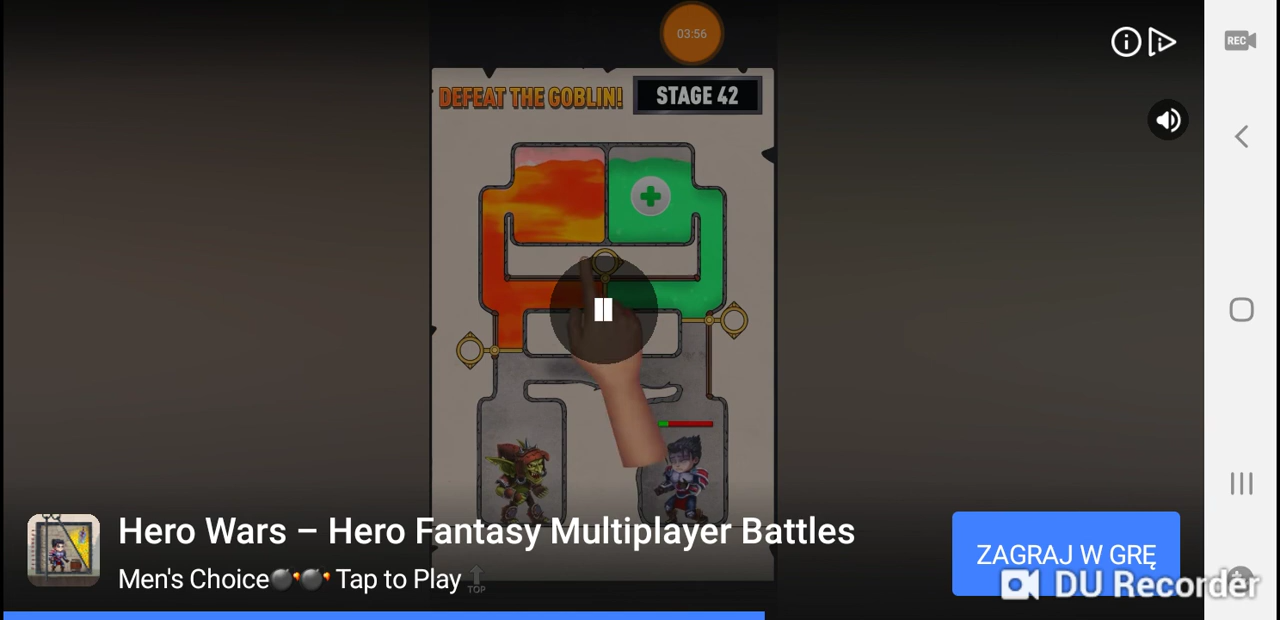 03:56
REC
DEFEAT THE GOBLIN!
STAGE 42
Hero Wars – Hero Fantasy Multiplayer Battles
Men's Choice💣💣 Tap to Play
TOP
ZAGRAJ W GRĘ
DU Recorder